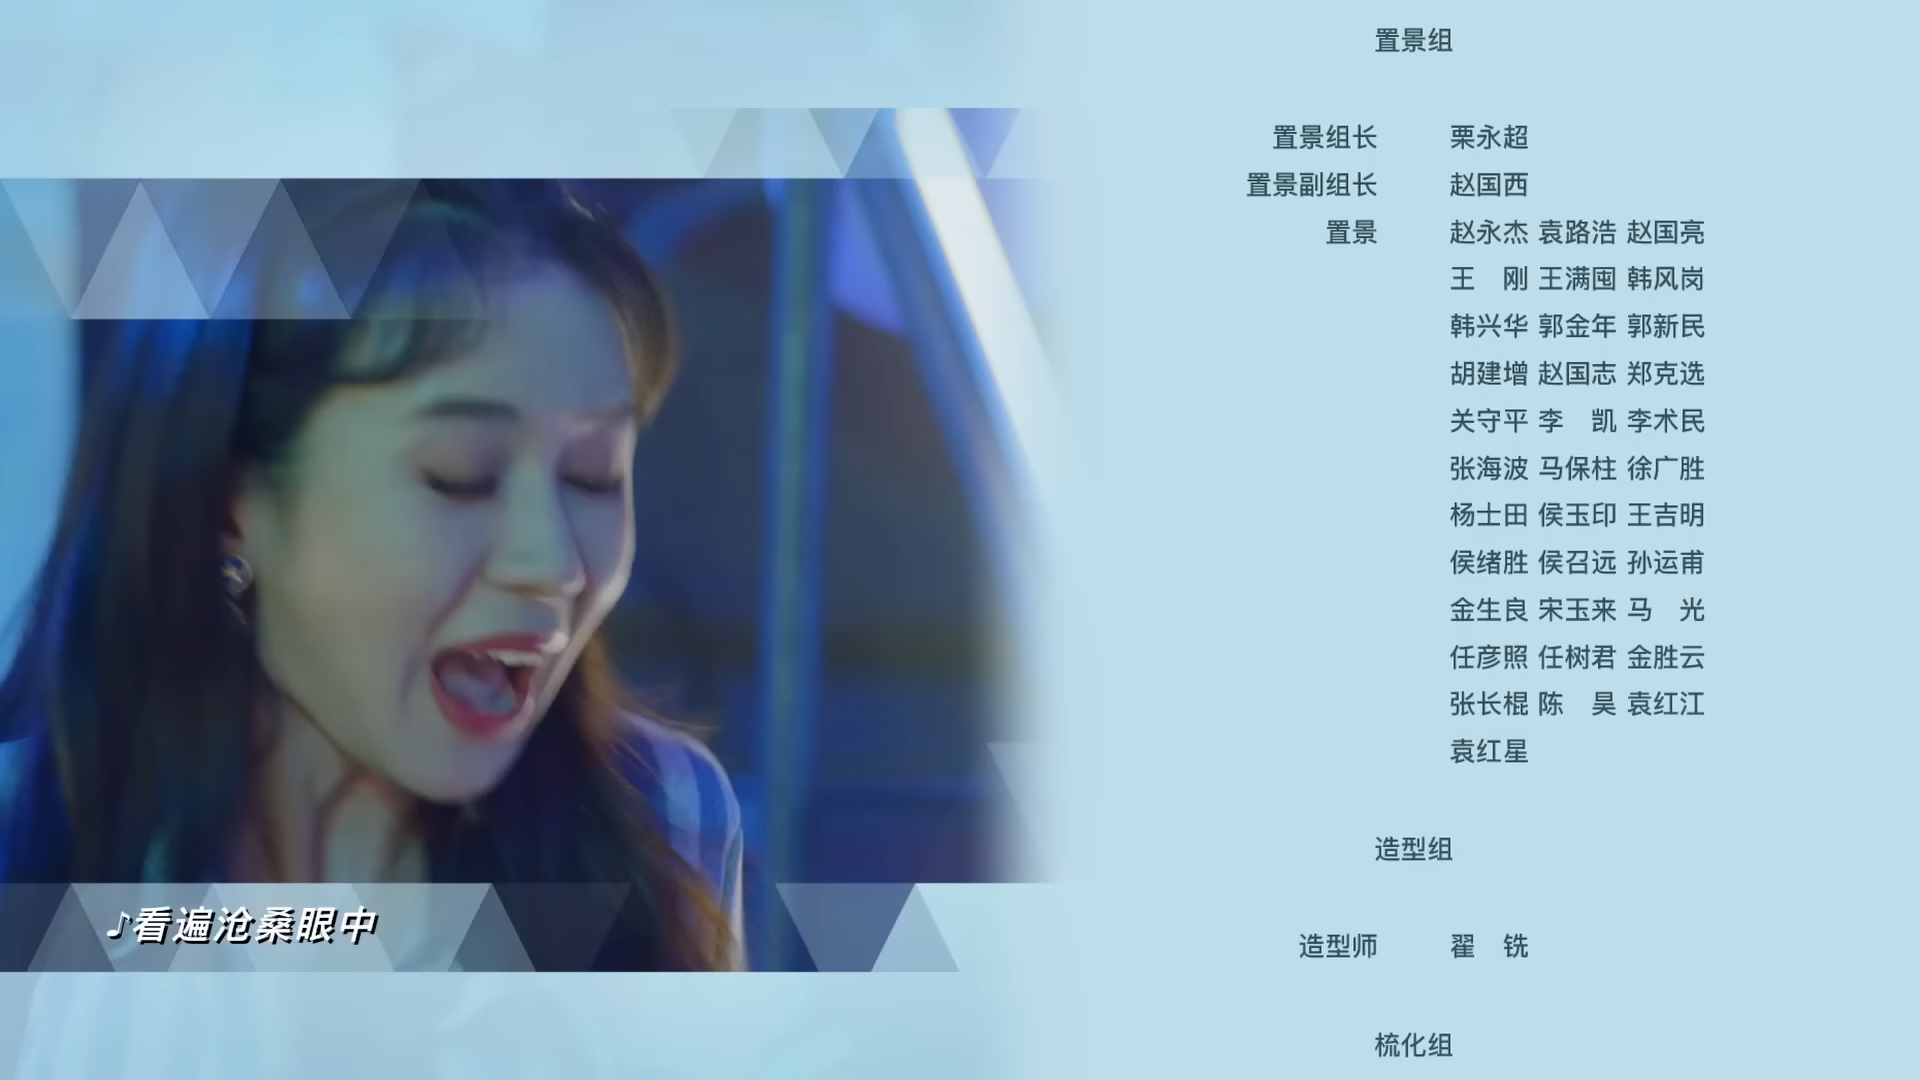 置景组
置景组长 栗永超
置景副组长 赵国西
置景 赵永杰 袁路浩 赵国亮
王 刚 王满囤 韩风岗
韩兴华 郭金年 郭新民
胡建增 赵国志 郑克选
关守平 李 凯 李术民
张海波 马保柱 徐广胜
杨士田 侯玉印 王吉明
侯绪胜 侯召远 孙运甫
金生良 宋玉来 马 光
任彦照 任树君 金胜云
张长棍 陈 昊 袁红江
袁红星
造型组
造型师 翟 铣
梳化组
♪看遍沧桑眼中